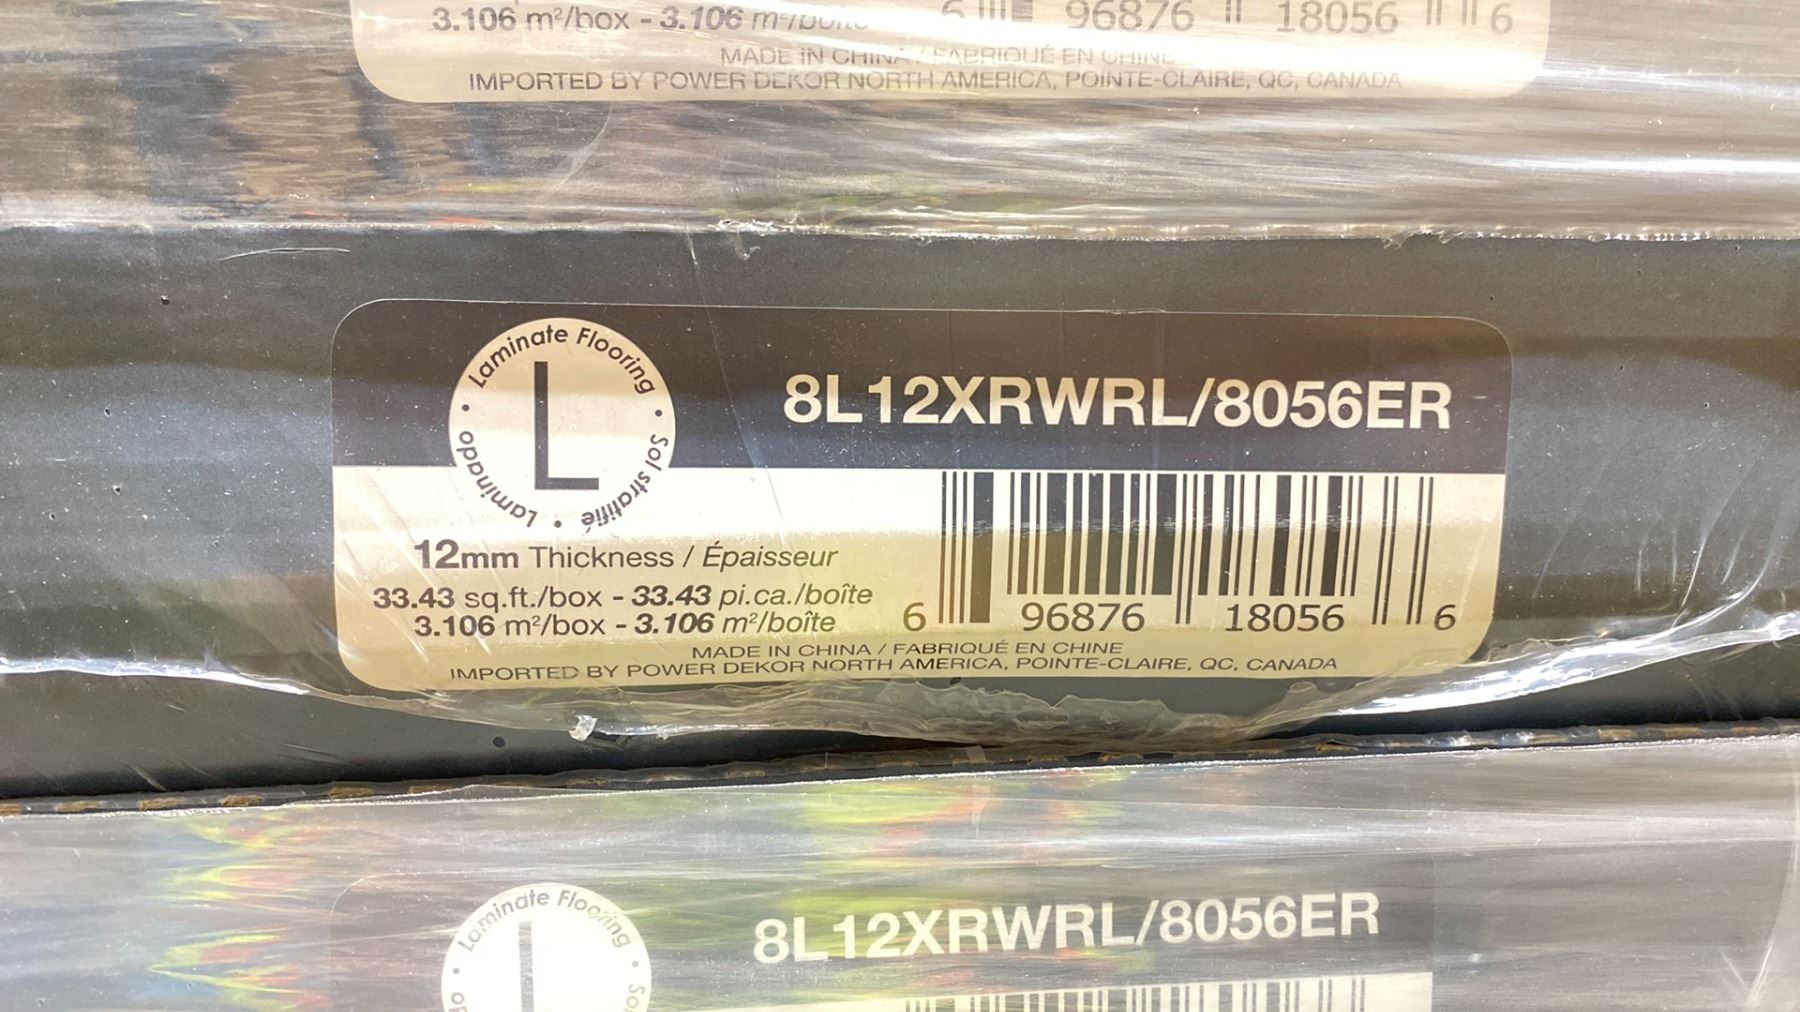 3.106 m²/box - 3.106 m²/boîte
6 96876 18056 6
MADE IN CHINA / FABRIQUÉ EN CHINE
IMPORTED BY POWER DEKOR NORTH AMERICA, POINTE-CLAIRE, QC, CANADA
Laminate Flooring • Sol stratifié • Laminado •
L
8L12XRWRL/8056ER
12mm Thickness / Épaisseur
33.43 sq.ft./box - 33.43 pi.ca./boîte
3.106 m²/box - 3.106 m²/boîte
6 96876 18056 6
MADE IN CHINA / FABRIQUÉ EN CHINE
IMPORTED BY POWER DEKOR NORTH AMERICA, POINTE-CLAIRE, QC, CANADA
Laminate Flooring
L
8L12XRWRL/8056ER